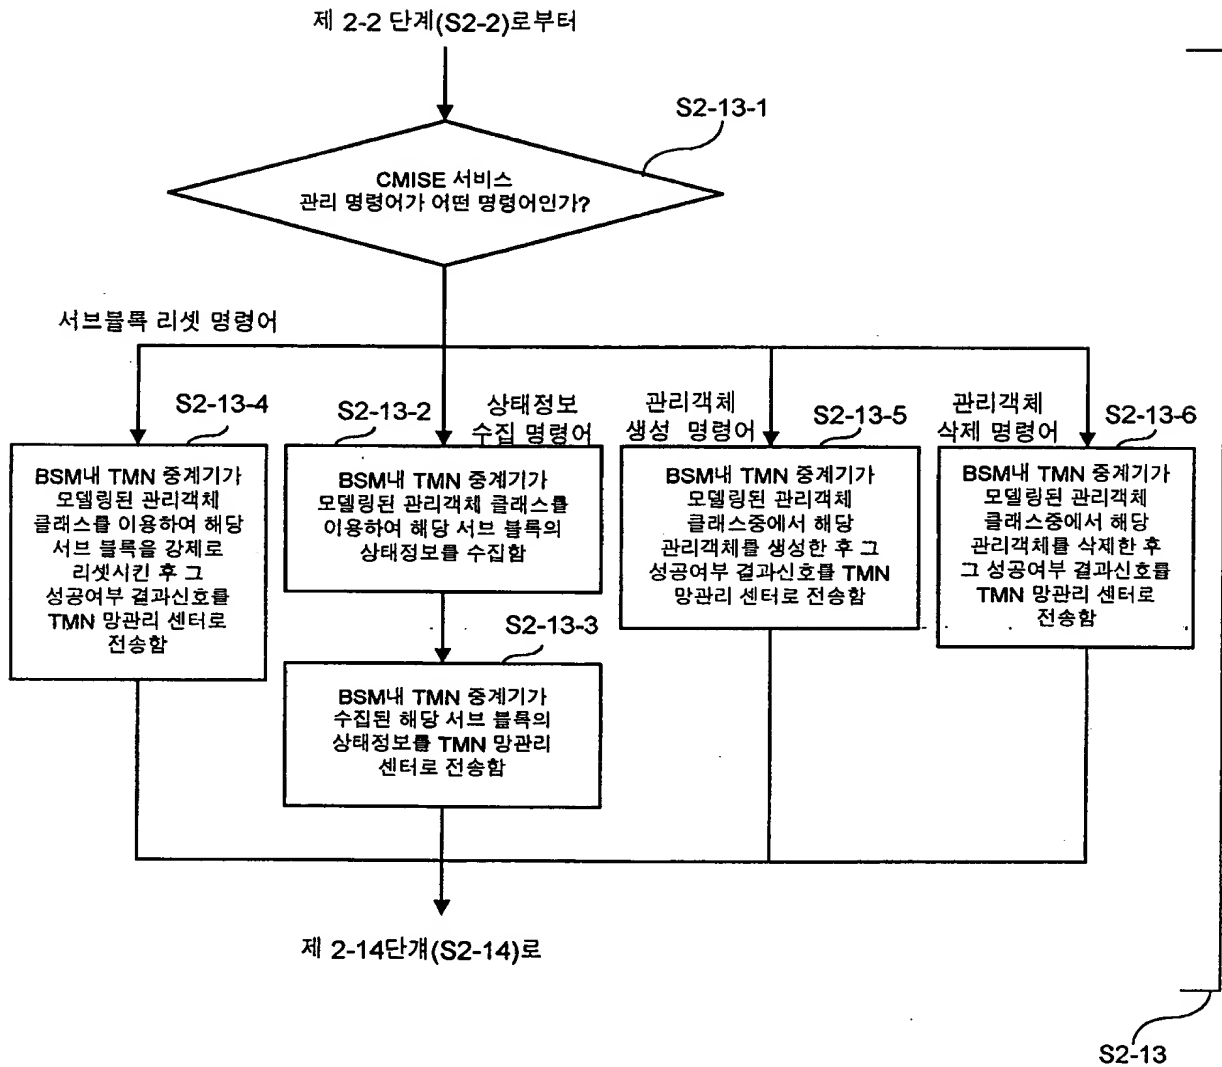 제 2-2 단계(S2-2)로부터
S2-13-1
CMISE 서비스
관리 명령어가 어떤 명령어인가?
서브블록 리셋 명령어
S2-13-4
BSM내 TMN 중계기가
모델링된 관리객체
클래스를 이용하여 해당
서브 블록을 강제로
리셋시킨 후 그
성공여부 결과신호를
TMN 망관리 센터로
전송함
S2-13-2
상태정보
수집 명령어
BSM내 TMN 중계기가
모델링된 관리객체 클래스를
이용하여 해당 서브 블록의
상태정보를 수집함
S2-13-3
BSM내 TMN 중계기가
수집된 해당 서브 블록의
상태정보를 TMN 망관리
센터로 전송함
관리객체
생성 명령어
S2-13-5
BSM내 TMN 중계기가
모델링된 관리객체
클래스중에서 해당
관리객체를 생성한 후 그
성공여부 결과신호를 TMN
망관리 센터로 전송함
관리객체
삭제 명령어
S2-13-6
BSM내 TMN 중계기가
모델링된 관리객체
클래스중에서 해당
관리객체를 삭제한 후
그 성공여부 결과신호를
TMN 망관리 센터로
전송함
제 2-14단계(S2-14)로
S2-13